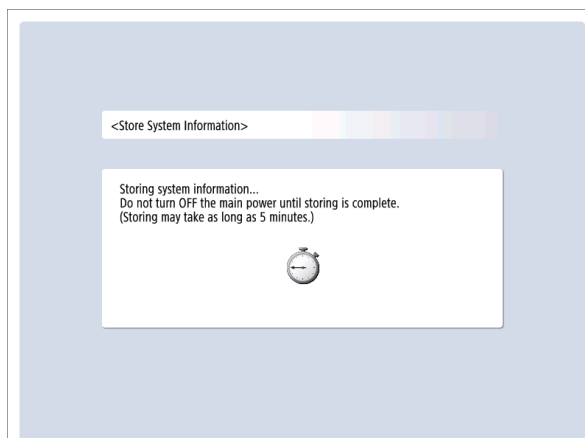 <Store System Information>
Storing system information...
Do not turn OFF the main power until storing is complete.
(Storing may take as long as 5 minutes.)